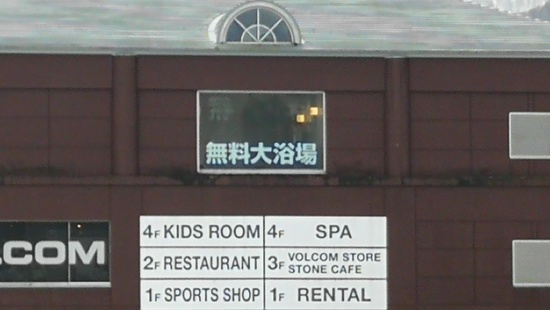 無料大浴場
.COM
4F KIDS ROOM 4F SPA
2F RESTAURANT 3F VOLCOM STORE STONE CAFE
1F SPORTS SHOP 1F RENTAL